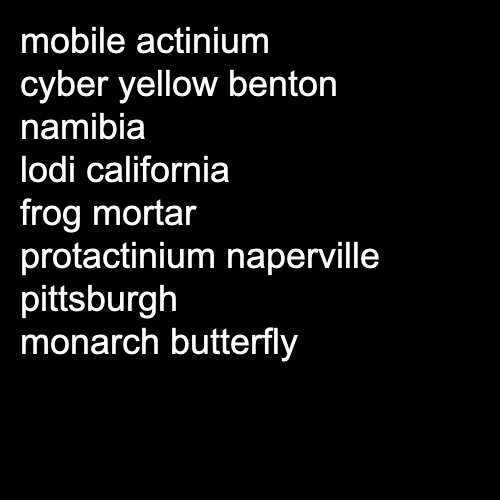 mobile actinium
cyber yellow benton
namibia
lodi california
frog mortar
protactinium naperville
pittsburgh
monarch butterfly